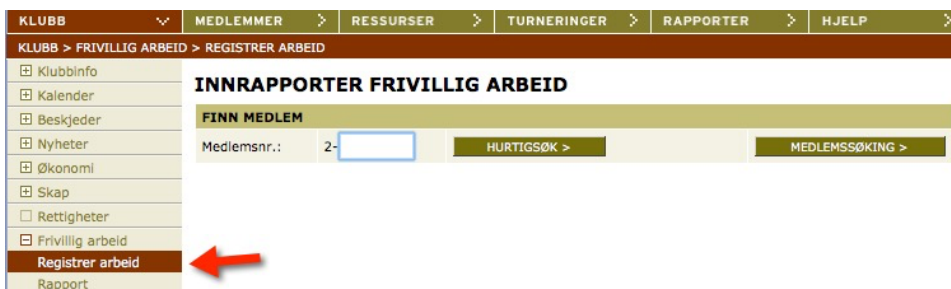 KLUBB MEDLEMMER RESSURSER TURNERINGER RAPPORTER HJELP
KLUBB > FRIVILLIG ARBEID > REGISTRER ARBEID
Klubbinfo
Kalender
Beskjeder
Nyheter
Økonomi
Skap
Rettigheter
Frivillig arbeid
Registrer arbeid
Rapport
INNRAPPORTER FRIVILLIG ARBEID
FINN MEDLEM
Medlemsnr.: 2- HURTIGSØK > MEDLEMSSØKING >